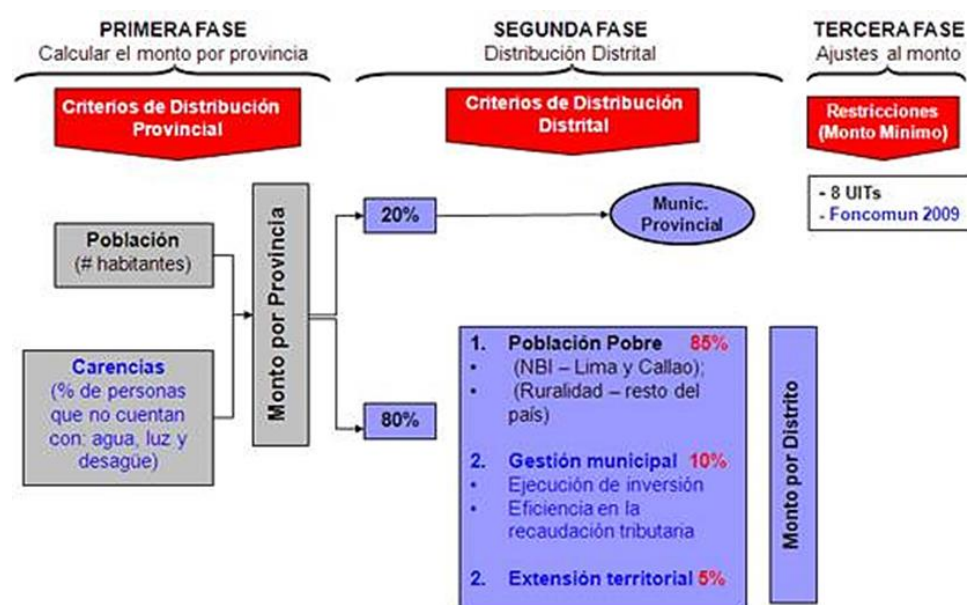 PRIMERA FASE
Calcular el monto por provincia
Criterios de Distribución
Provincial
Población
(# habitantes)
Carencias
(% de personas
que no cuentan
con: agua, luz y
desagüe)
Monto por Provincia
SEGUNDA FASE
Distribución Distrital
Criterios de Distribución
Distrital
20%
Munic.
Provincial
80%
1. Población Pobre 85%
• (NBI – Lima y Callao);
• (Ruralidad – resto del
país)
2. Gestión municipal 10%
• Ejecución de inversión
• Eficiencia en la
recaudación tributaria
2. Extensión territorial 5%
Monto por Distrito
TERCERA FASE
Ajustes al monto
Restricciones
(Monto Mínimo)
- 8 UITs
- Foncomun 2009